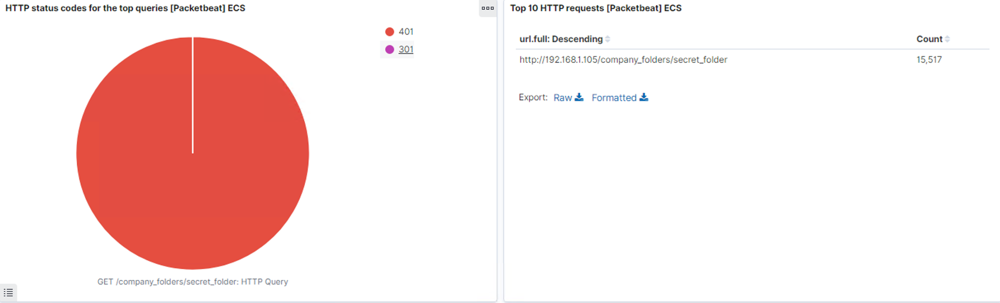 HTTP status codes for the top queries [Packetbeat] ECS
401
301
GET /company_folders/secret_folder: HTTP Query
Top 10 HTTP requests [Packetbeat] ECS
url.full: Descending Count
http://192.168.1.105/company_folders/secret_folder 15,517
Export: Raw Formatted